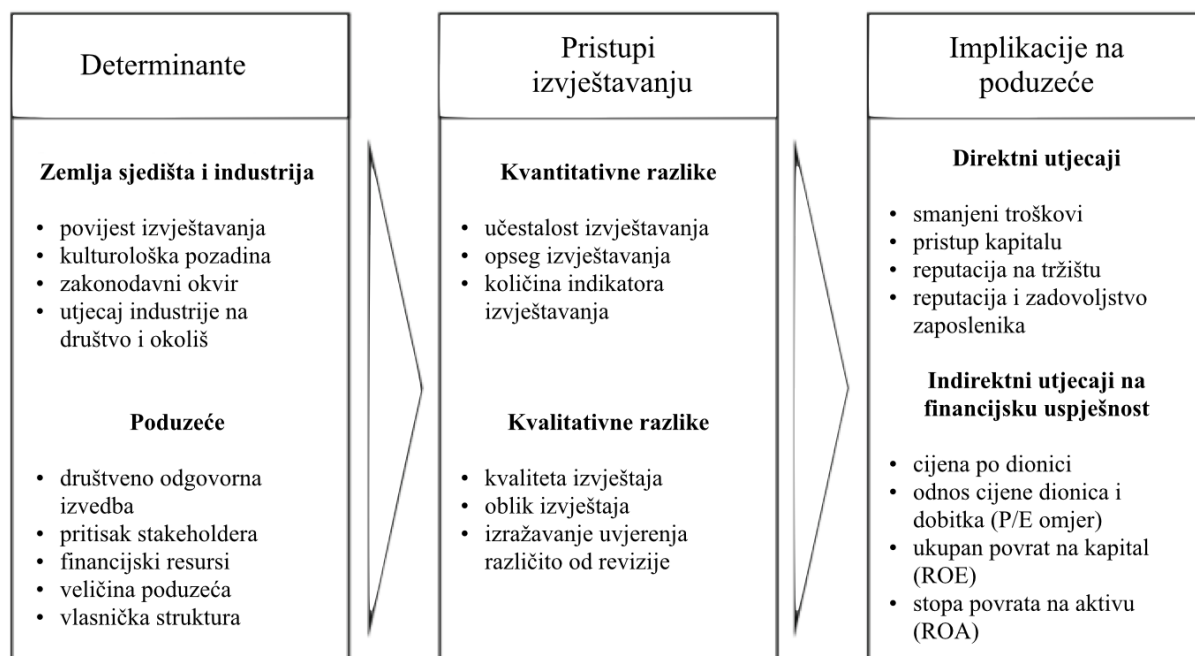 Determinante
Zemlja sjedišta i industrija
• povijest izvještavanja
• kulturološka pozadina
• zakonodavni okvir
• utjecaj industrije na
društvo i okoliš
Poduzeće
• društveno odgovorna
izvedba
• pritisak stakeholdera
• financijski resursi
• veličina poduzeća
• vlasnička struktura
Pristupi
izvještavanju
Kvantitativne razlike
• učestalost izvještavanja
• opseg izvještavanja
• količina indikatora
izvještavanja
Kvalitativne razlike
• kvaliteta izvještaja
• oblik izvještaja
• izražavanje uvjerenja
različito od revizije
Implikacije na
poduzeće
Direktni utjecaji
• smanjeni troškovi
• pristup kapitalu
• reputacija na tržištu
• reputacija i zadovoljstvo
zaposlenika
Indirektni utjecaji na
financijsku uspješnost
• cijena po dionici
• odnos cijene dionica i
dobitka (P/E omjer)
• ukupan povrat na kapital
(ROE)
• stopa povrata na aktivu
(ROA)